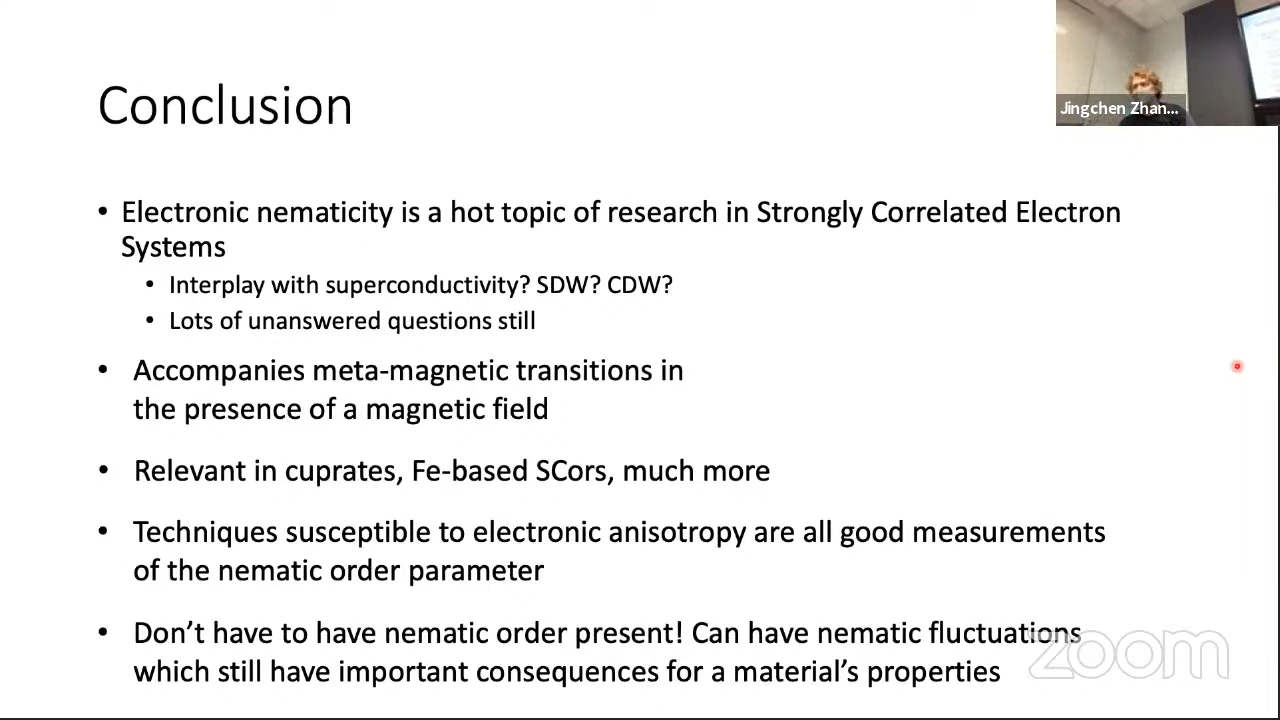 Jingchen Zhan...
Conclusion
• Electronic nematicity is a hot topic of research in Strongly Correlated Electron
Systems
• Interplay with superconductivity? SDW? CDW?
• Lots of unanswered questions still
• Accompanies meta-magnetic transitions in
the presence of a magnetic field
• Relevant in cuprates, Fe-based SCors, much more
• Techniques susceptible to electronic anisotropy are all good measurements
of the nematic order parameter
• Don’t have to have nematic order present! Can have nematic fluctuations
which still have important consequences for a material’s properties
zoom